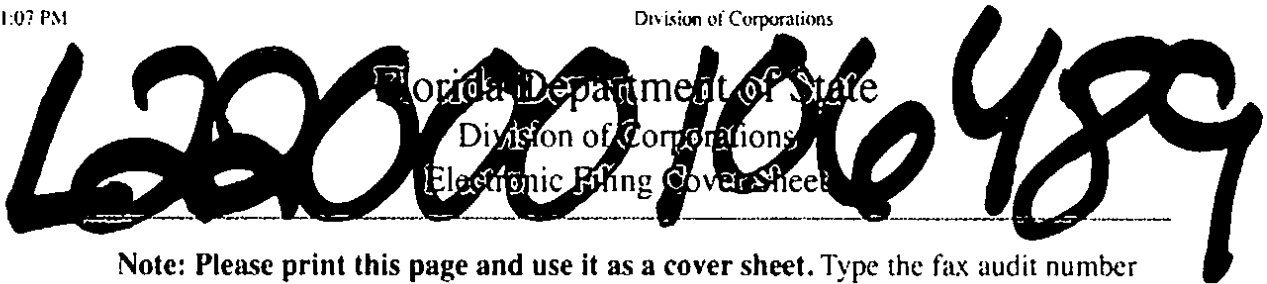 1:07 PM Division of Corporations
L22000106489
Florida Department of State
Division of Corporations
Electronic Filing Cover Sheet
Note: Please print this page and use it as a cover sheet. Type the fax audit number